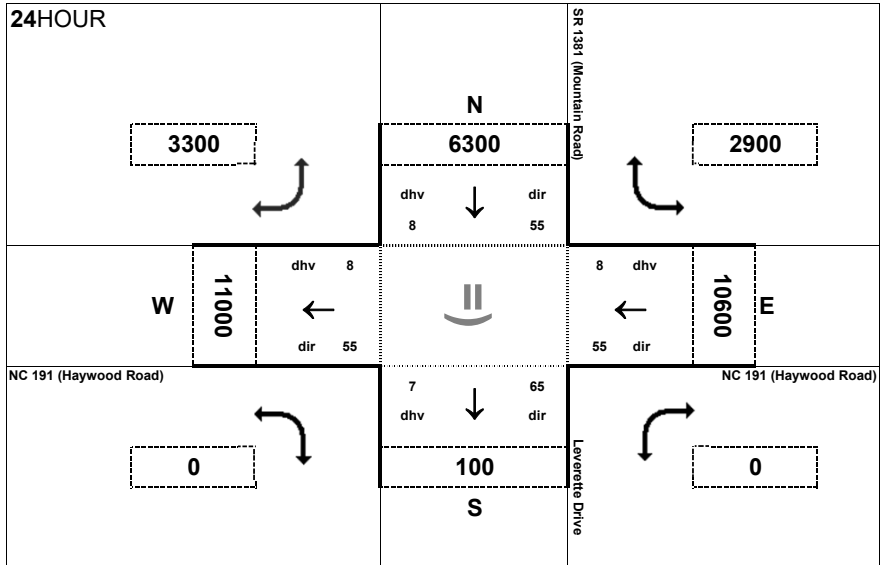 24HOUR
SR 1381 (Mountain Road)
N
3300
6300
2900
dhv
dir
8
55
dhv 8
8 dhv
W
11000
10600
E
dir 55
55 dir
NC 191 (Haywood Road)
NC 191 (Haywood Road)
7
65
dhv
dir
0
100
0
Leverette Drive
S